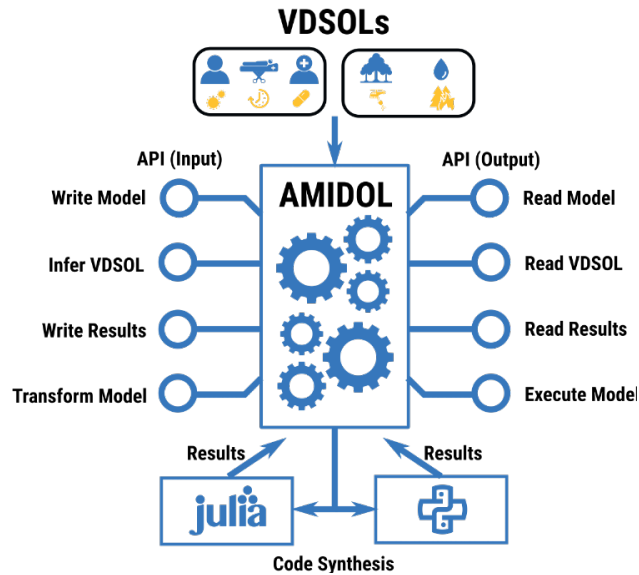 VDSOLs
API (Input)
API (Output)
AMIDOL
Write Model
Read Model
Infer VDSOL
Read VDSOL
Write Results
Read Results
Transform Model
Execute Model
Results
Results
julia
Code Synthesis